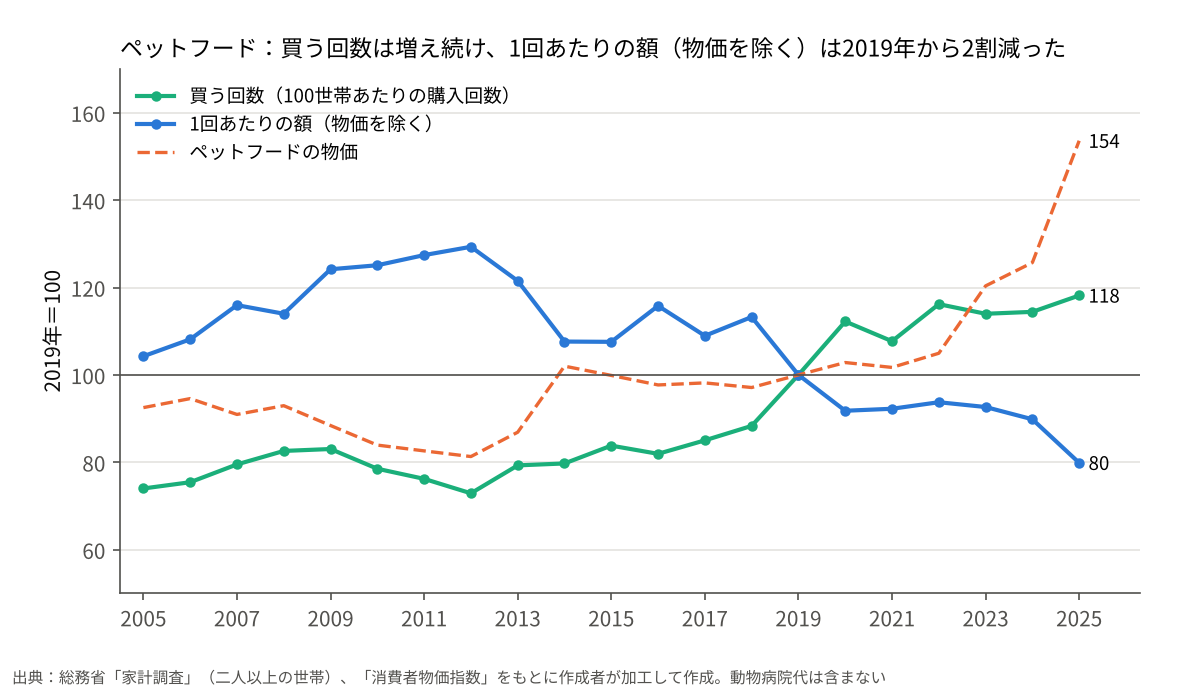 ペットフード：買う回数は増え続け、1回あたりの額（物価を除く）は2019年から2割減った
買う回数（100世帯あたりの購入回数）
1回あたりの額（物価を除く）
ペットフードの物価
2019年＝100
160
140
120
100
80
60
154
118
80
2005 2007 2009 2011 2013 2015 2017 2019 2021 2023 2025
出典：総務省「家計調査」（二人以上の世帯）、「消費者物価指数」をもとに作成者が加工して作成。動物病院代は含まない